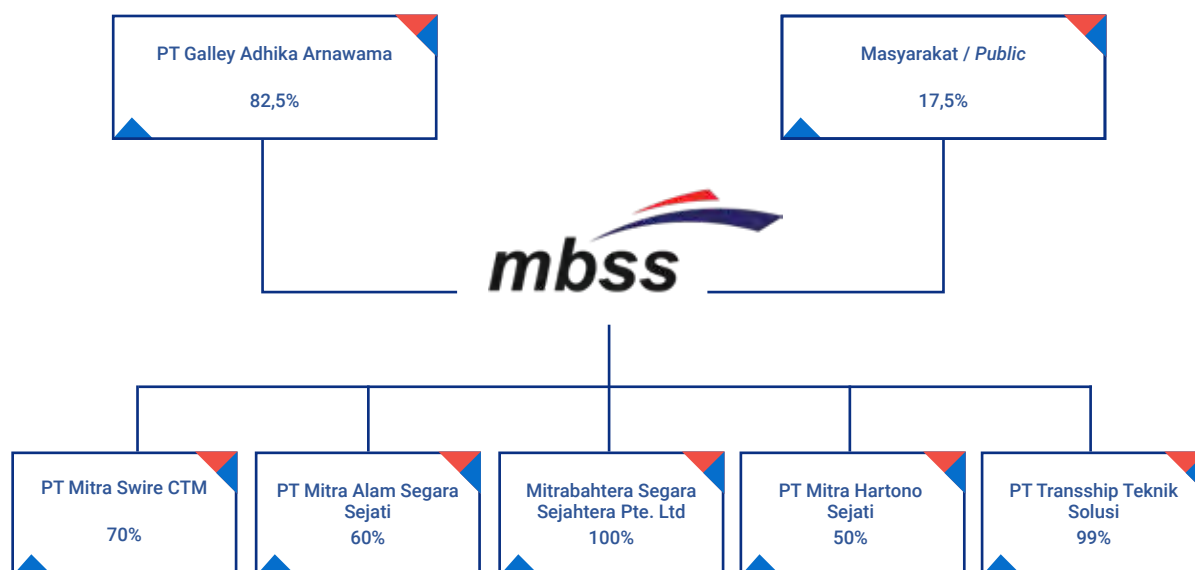 PT Galley Adhika Arnawama
82,5%
Masyarakat / Public
17,5%
mbss
PT Mitra Swire CTM
70%
PT Mitra Alam Segara
Sejati
60%
Mitrabahtera Segara
Sejahtera Pte. Ltd
100%
PT Mitra Hartono
Sejati
50%
PT Transship Teknik
Solusi
99%